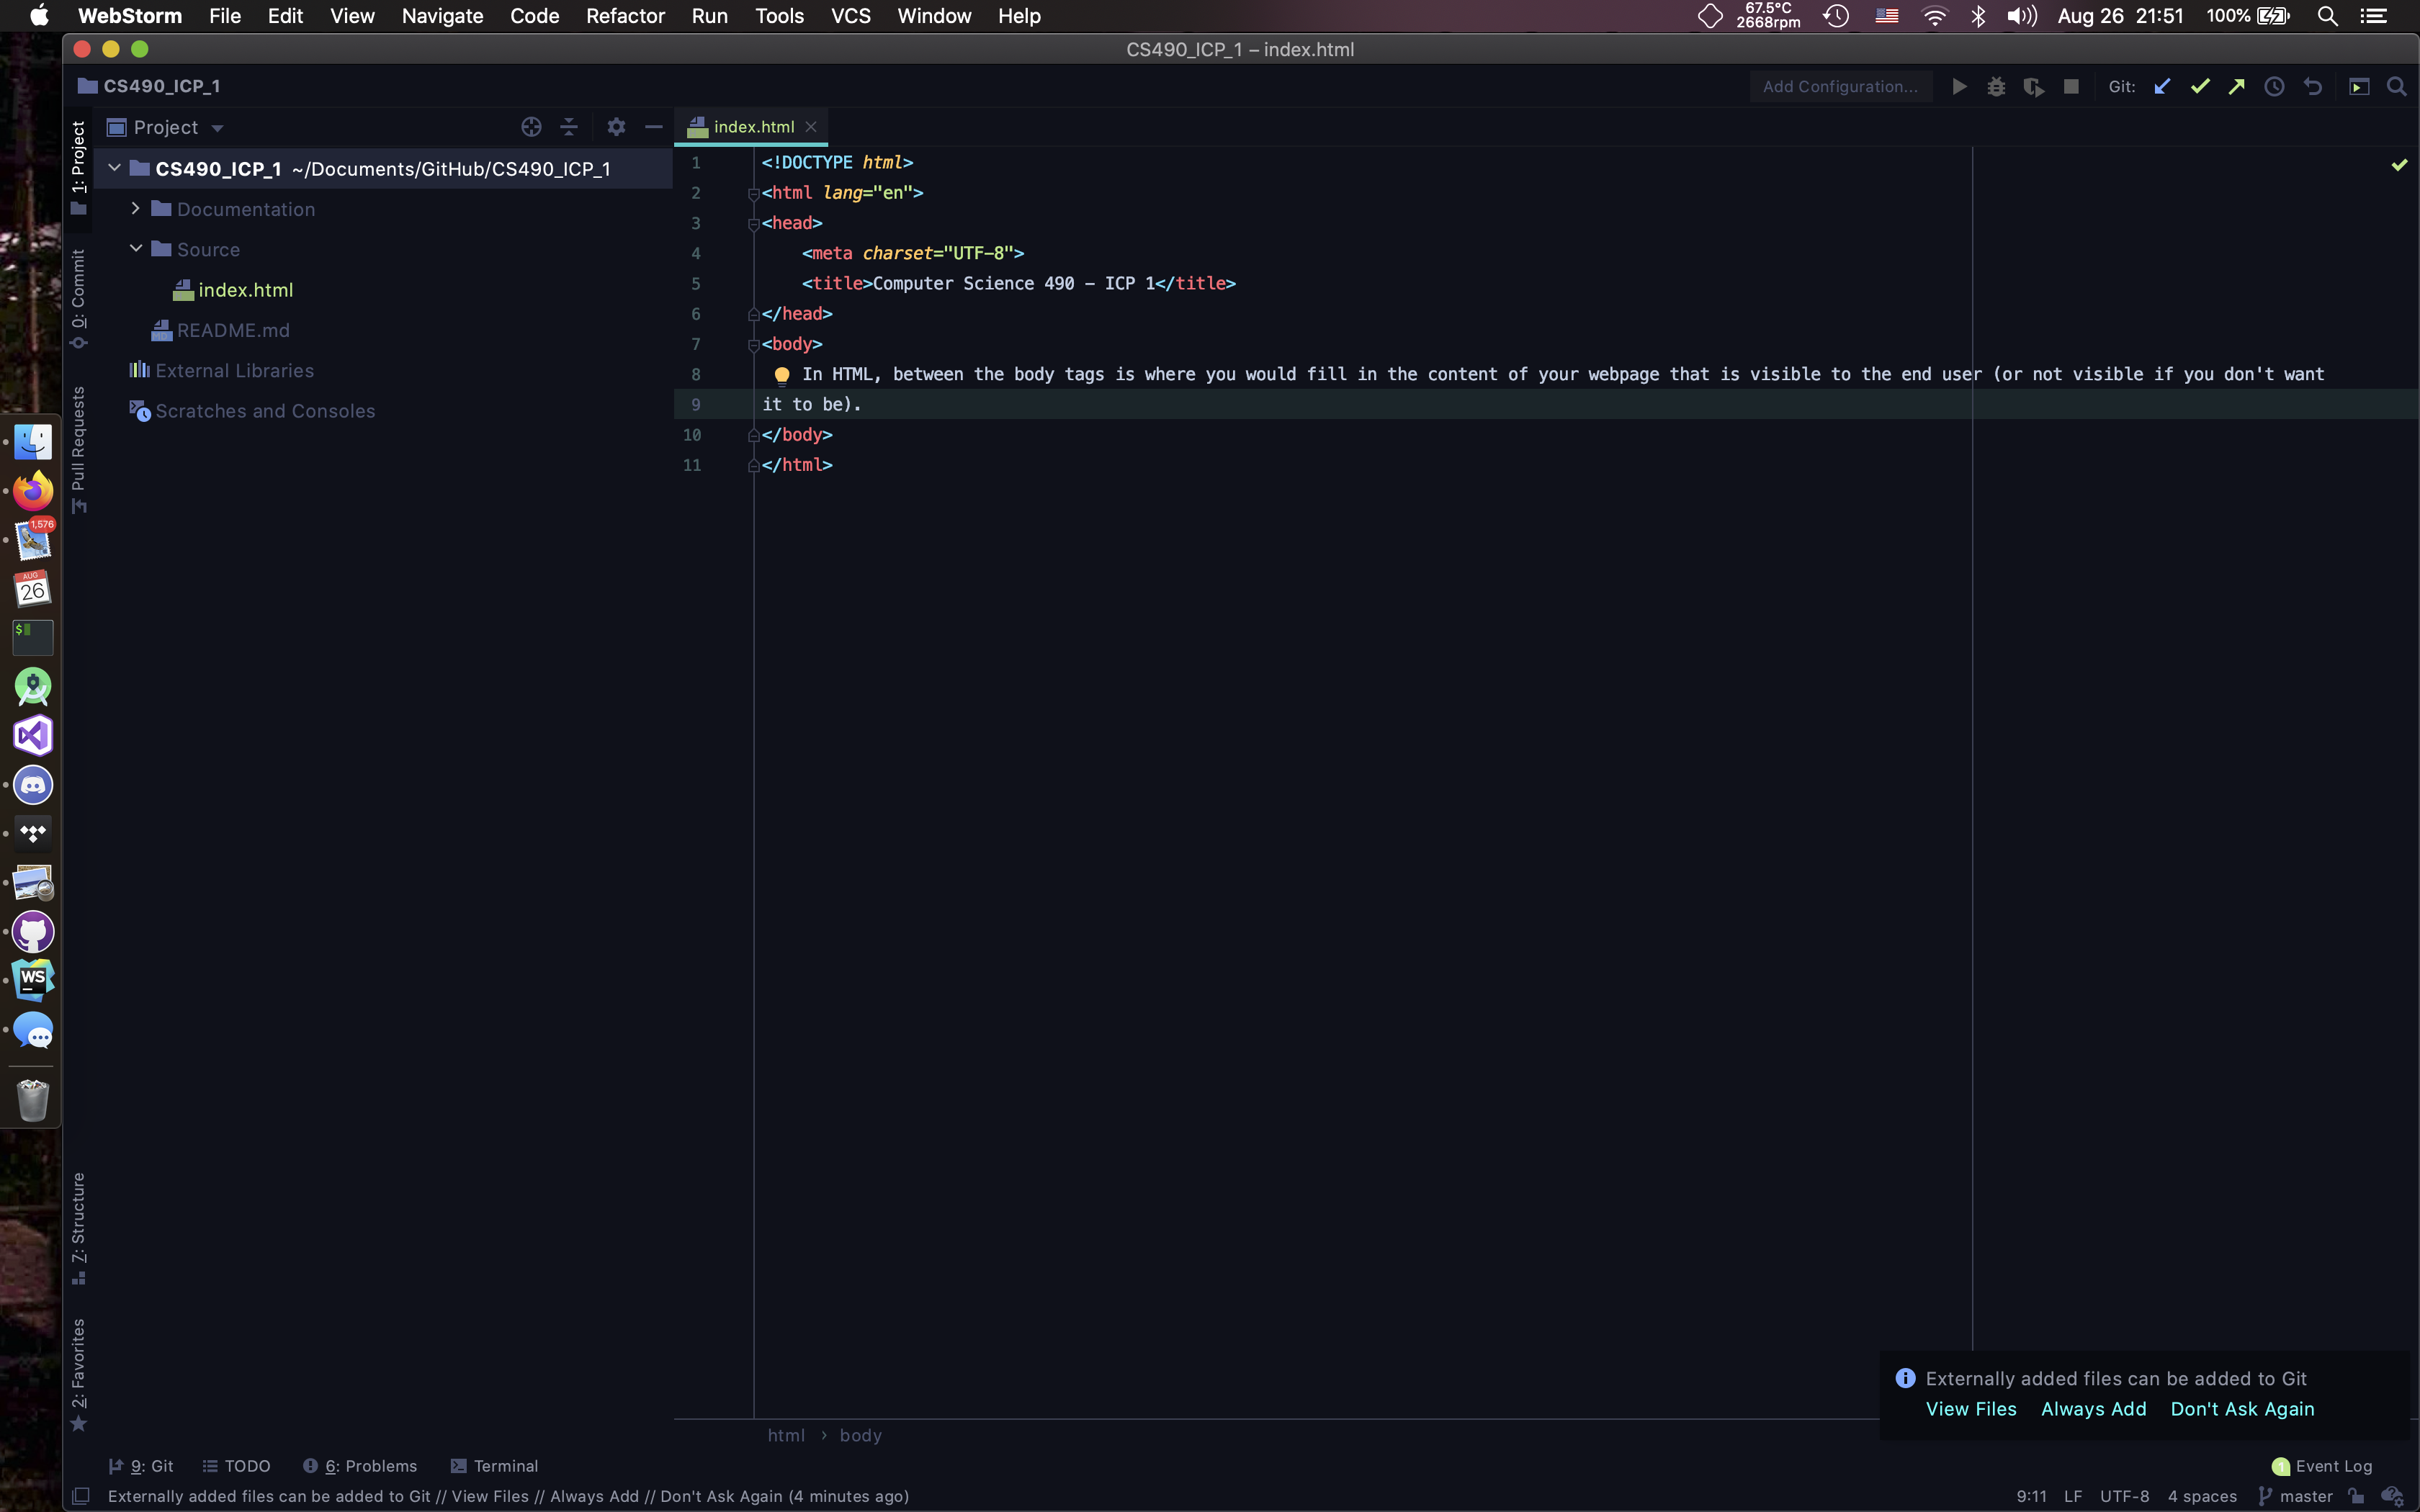 WebStorm File Edit View Navigate Code Refactor Run Tools VCS Window Help 67.5°C 2668rpm Aug 26 21:51 100%
CS490_ICP_1 – index.html
CS490_ICP_1 Add Configuration... Git:
Project index.html
1: Project
CS490_ICP_1 ~/Documents/GitHub/CS490_ICP_1
Documentation
Source
index.html
README.md
External Libraries
Scratches and Consoles
0: Commit
Pull Requests
7: Structure
2: Favorites
1 <!DOCTYPE html>
2 <html lang="en">
3 <head>
4 <meta charset="UTF-8">
5 <title>Computer Science 490 - ICP 1</title>
6 </head>
7 <body>
8 In HTML, between the body tags is where you would fill in the content of your webpage that is visible to the end user (or not visible if you don't want
9 it to be).
10 </body>
11 </html>
1,576
AUG
26
$
WS
Externally added files can be added to Git
View Files Always Add Don't Ask Again
html › body
9: Git TODO 6: Problems Terminal 1 Event Log
Externally added files can be added to Git // View Files // Always Add // Don't Ask Again (4 minutes ago) 9:11 LF UTF-8 4 spaces master